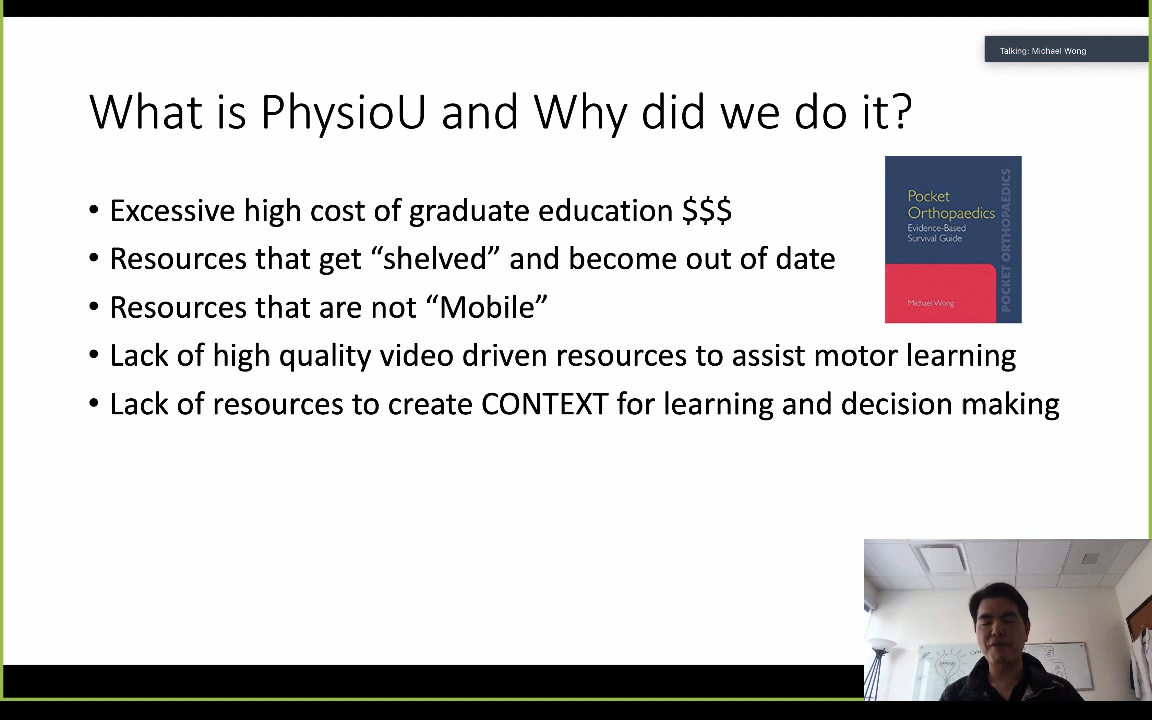 Talking: Michael Wong
What is PhysioU and Why did we do it?
• Excessive high cost of graduate education $$$
• Resources that get “shelved” and become out of date
• Resources that are not “Mobile”
• Lack of high quality video driven resources to assist motor learning
• Lack of resources to create CONTEXT for learning and decision making
Pocket
Orthopaedics
Evidence-Based
Survival Guide
Michael Wong
POCKET ORTHOPAEDICS